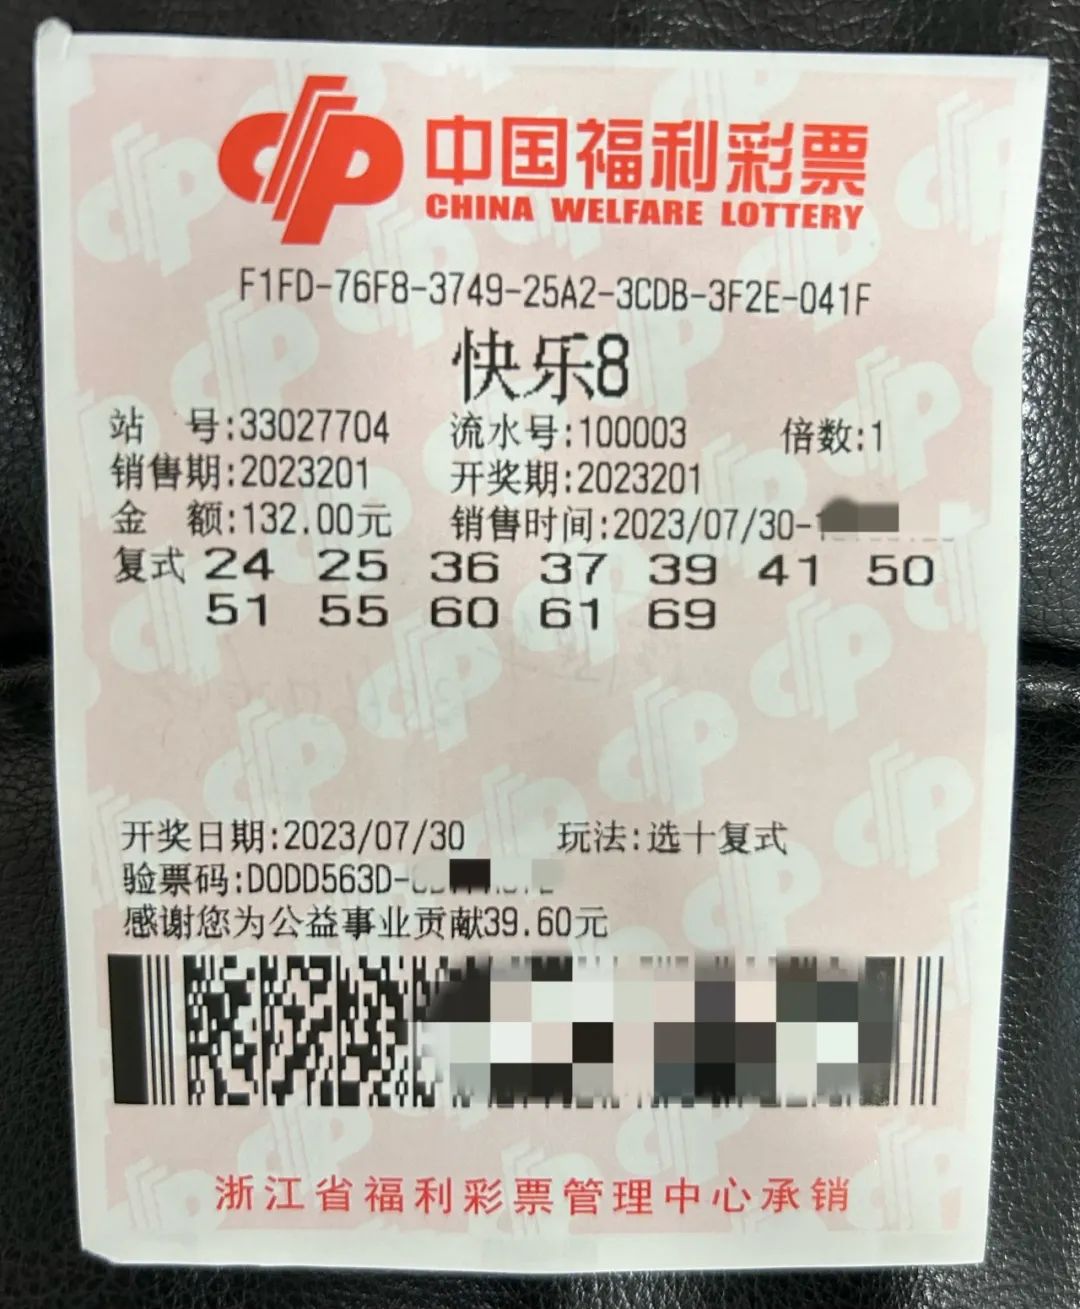 中国福利彩票
CHINA WELFARE LOTTERY
F1FD-76F8-3749-25A2-3CDB-3F2E-041F
快乐8
站 号:33027704 流水号:100003 倍数:1
销售期:2023201 开奖期:2023201
金 额:132.00元 销售时间:2023/07/30-
复式 24 25 36 37 39 41 50
51 55 60 61 69
开奖日期:2023/07/30 玩法:选十复式
验票码:D0DD563D-
感谢您为公益事业贡献39.60元
浙江省福利彩票管理中心承销